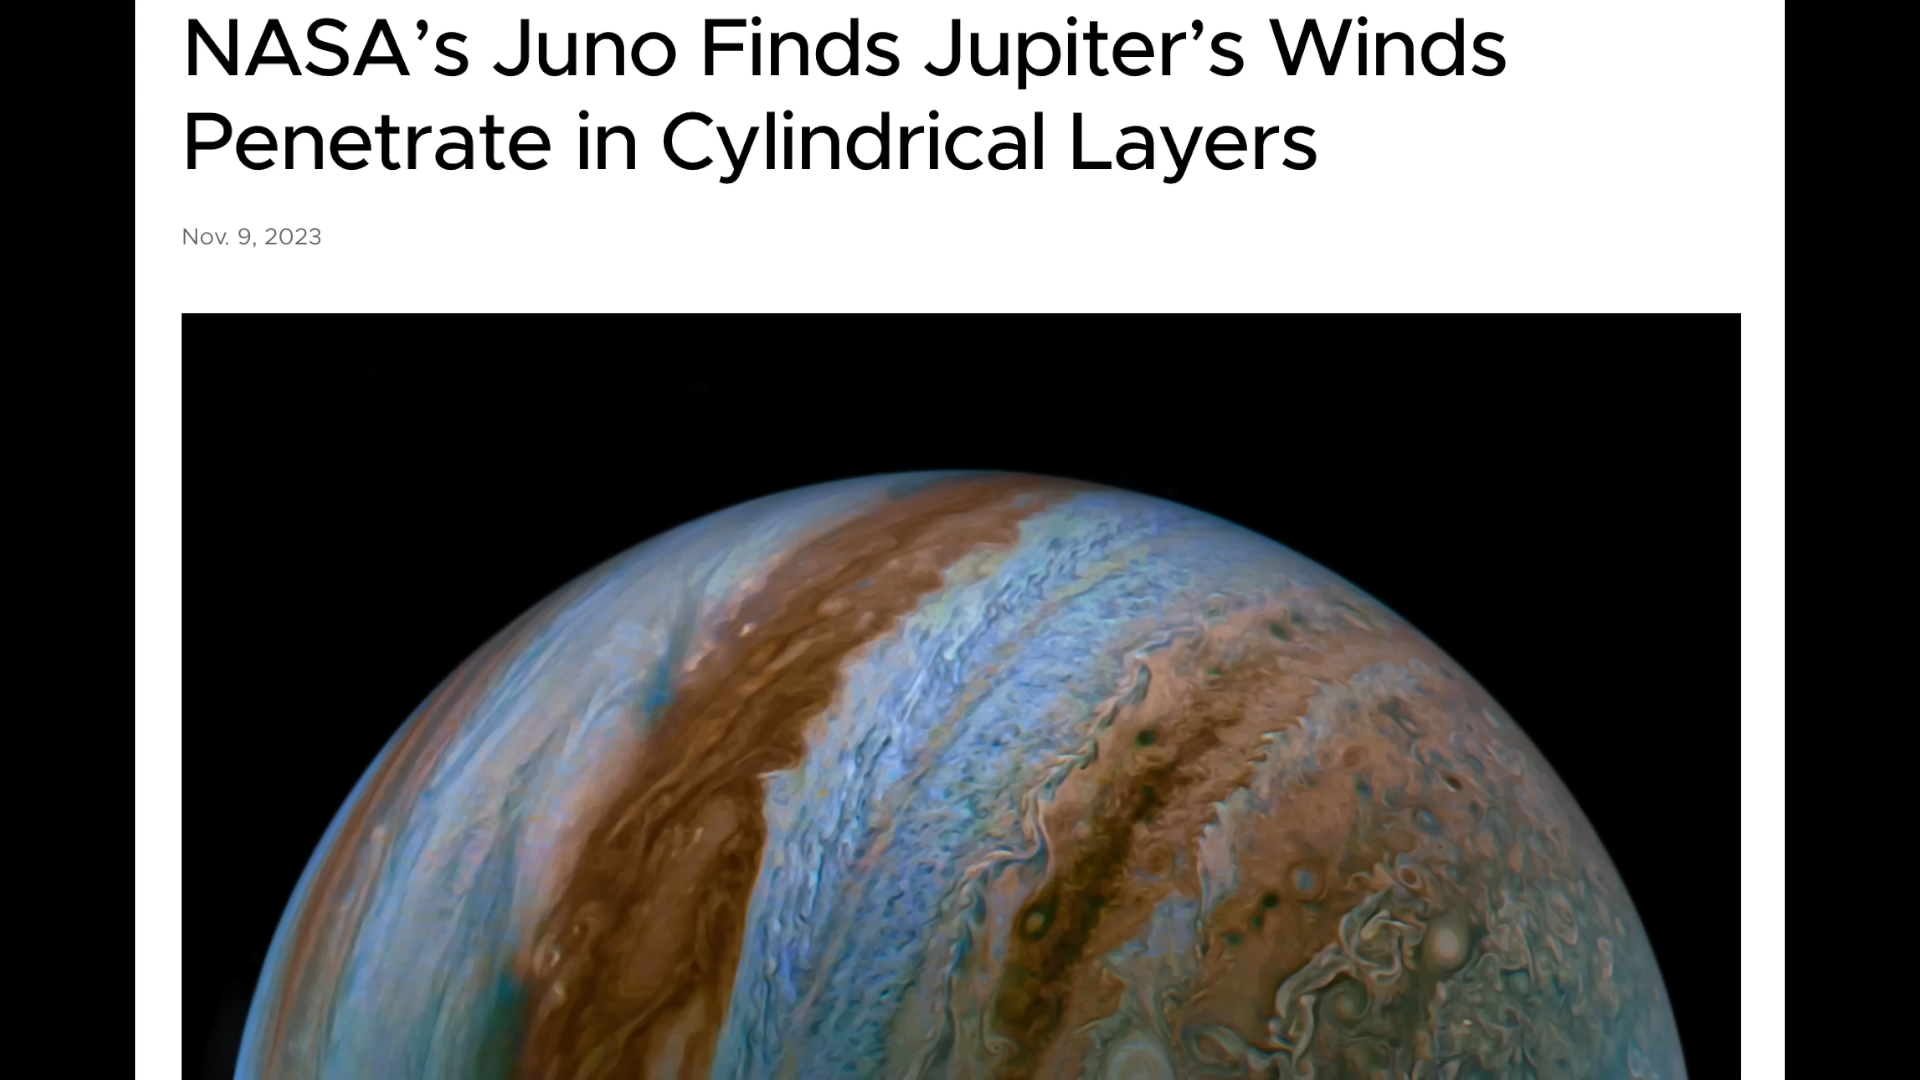 NASA’s Juno Finds Jupiter’s Winds
Penetrate in Cylindrical Layers
Nov. 9, 2023